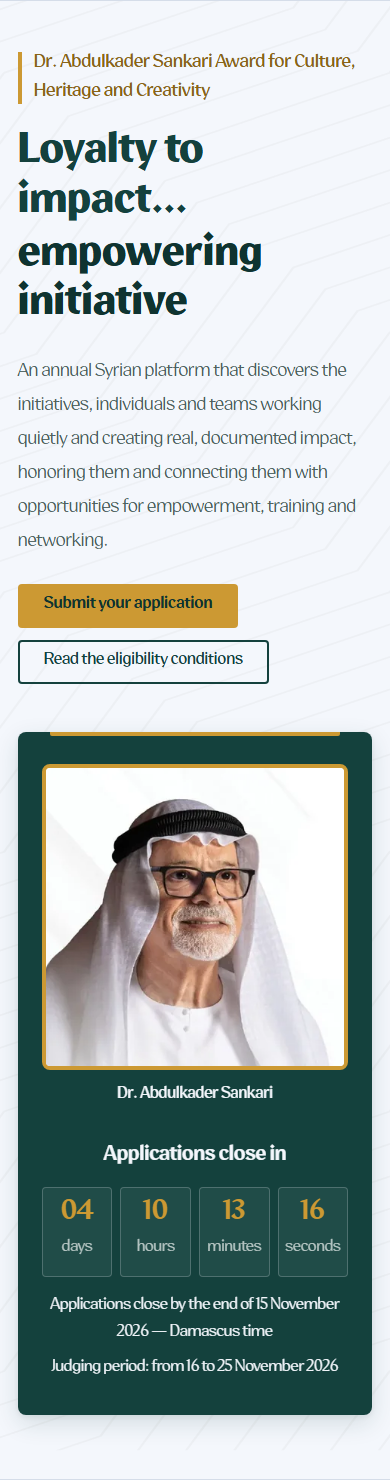 Dr. Abdulkader Sankari Award for Culture,
Heritage and Creativity
Loyalty to
impact...
empowering
initiative
An annual Syrian platform that discovers the
initiatives, individuals and teams working
quietly and creating real, documented impact,
honoring them and connecting them with
opportunities for empowerment, training and
networking.
Submit your application
Read the eligibility conditions
Dr. Abdulkader Sankari
Applications close in
04 10 13 16
days hours minutes seconds
Applications close by the end of 15 November
2026 — Damascus time
Judging period: from 16 to 25 November 2026